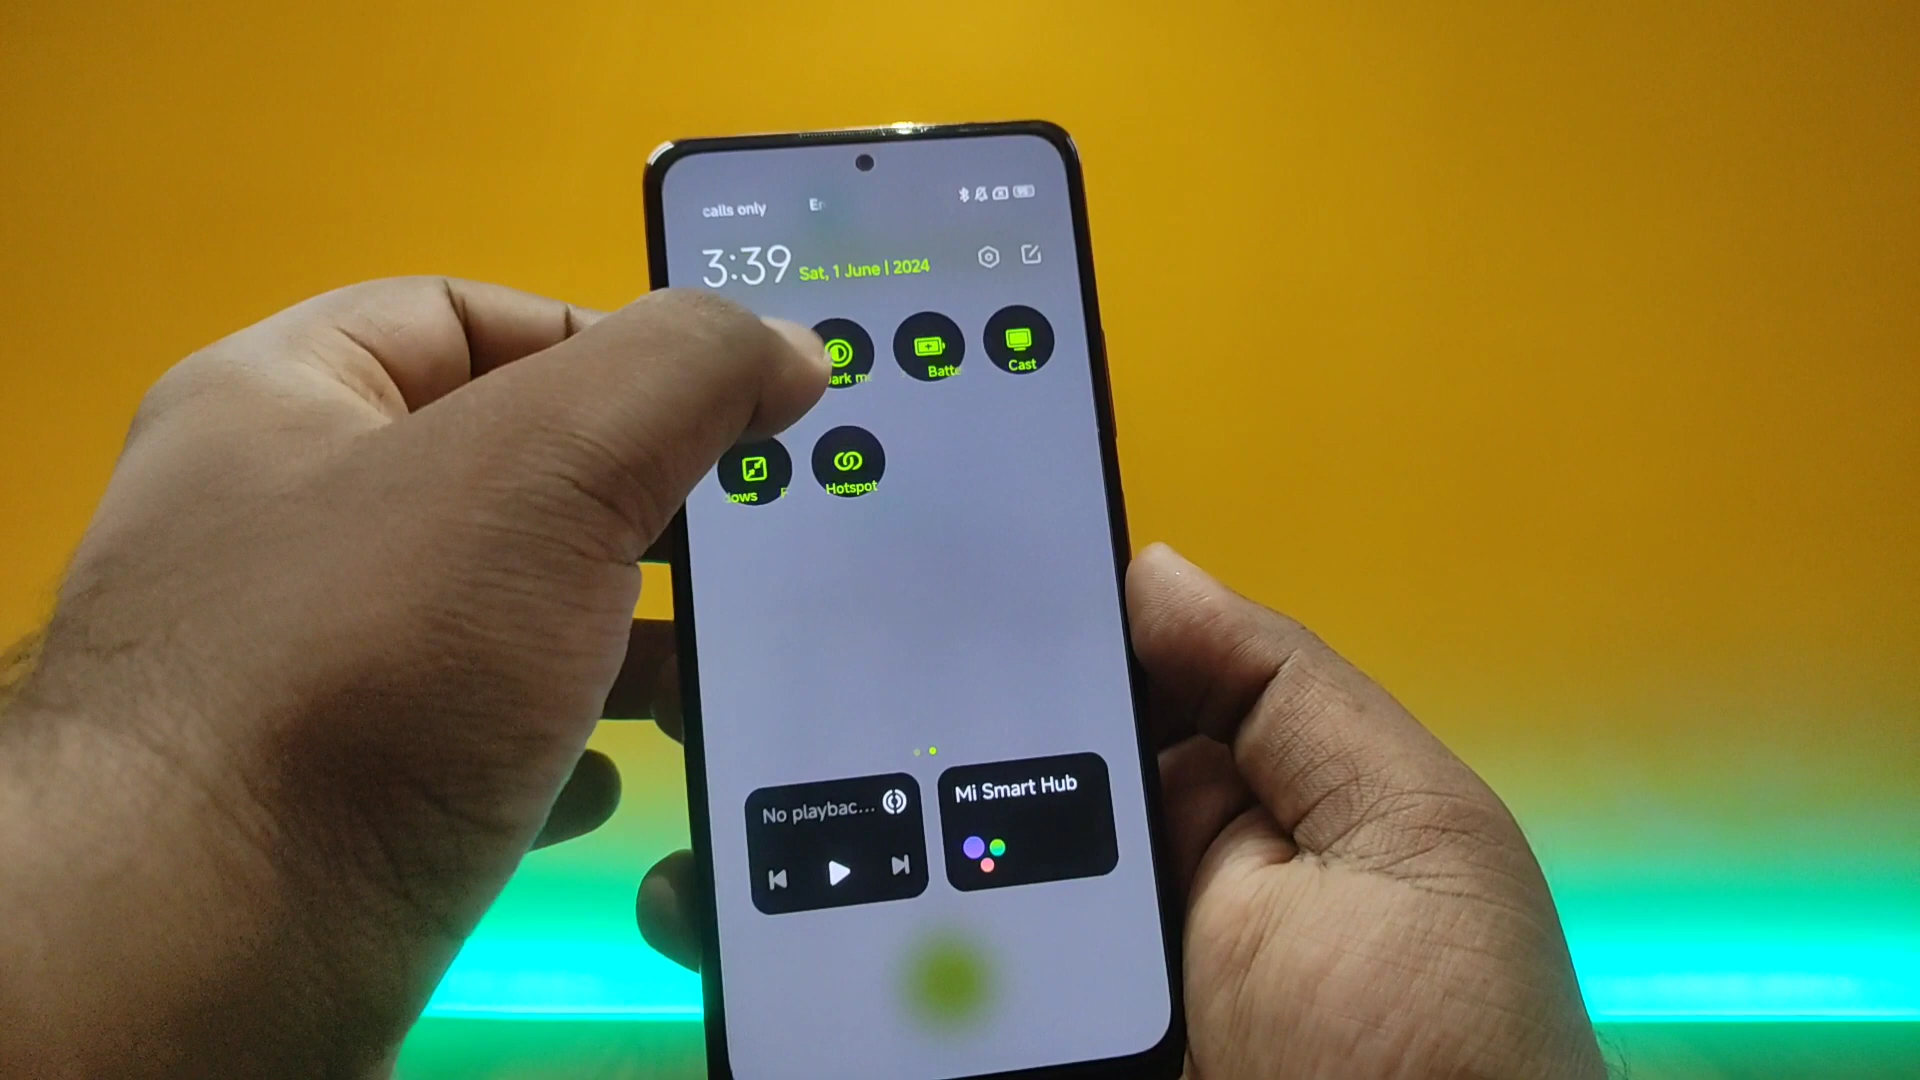 calls only
3:39 Sat, 1 June | 2024
Cast
Hotspot
No playbac...
Mi Smart Hub